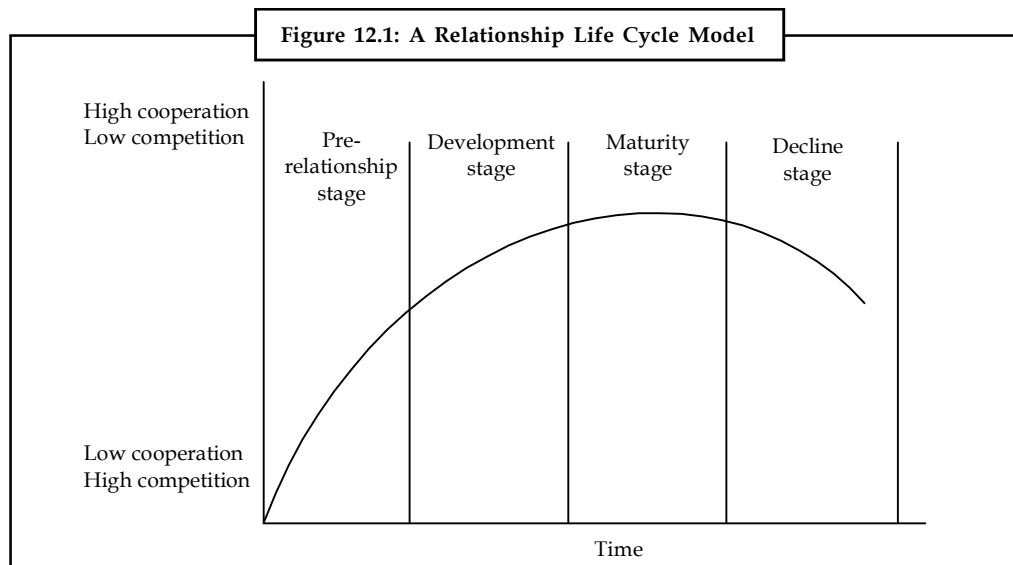 Figure 12.1: A Relationship Life Cycle Model
High cooperation
Low competition
Pre-
relationship
stage
Development
stage
Maturity
stage
Decline
stage
Low cooperation
High competition
Time